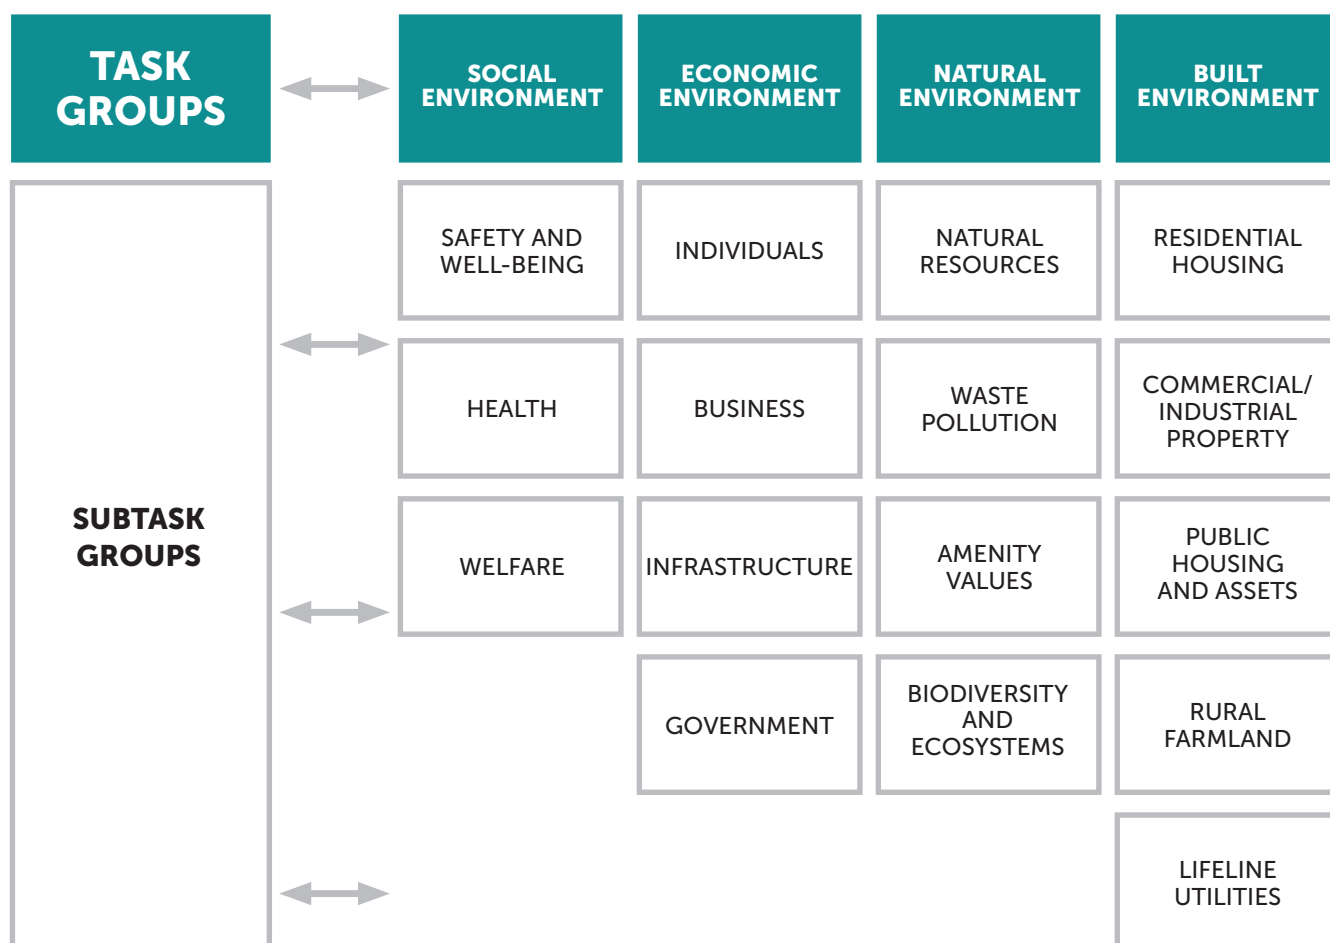 TASK
GROUPS
SOCIAL
ENVIRONMENT
ECONOMIC
ENVIRONMENT
NATURAL
ENVIRONMENT
BUILT
ENVIRONMENT
SUBTASK
GROUPS
SAFETY AND
WELL-BEING
INDIVIDUALS
NATURAL
RESOURCES
RESIDENTIAL
HOUSING
HEALTH
BUSINESS
WASTE
POLLUTION
COMMERCIAL/
INDUSTRIAL
PROPERTY
WELFARE
INFRASTRUCTURE
AMENITY
VALUES
PUBLIC
HOUSING
AND ASSETS
GOVERNMENT
BIODIVERSITY
AND
ECOSYSTEMS
RURAL
FARMLAND
LIFELINE
UTILITIES